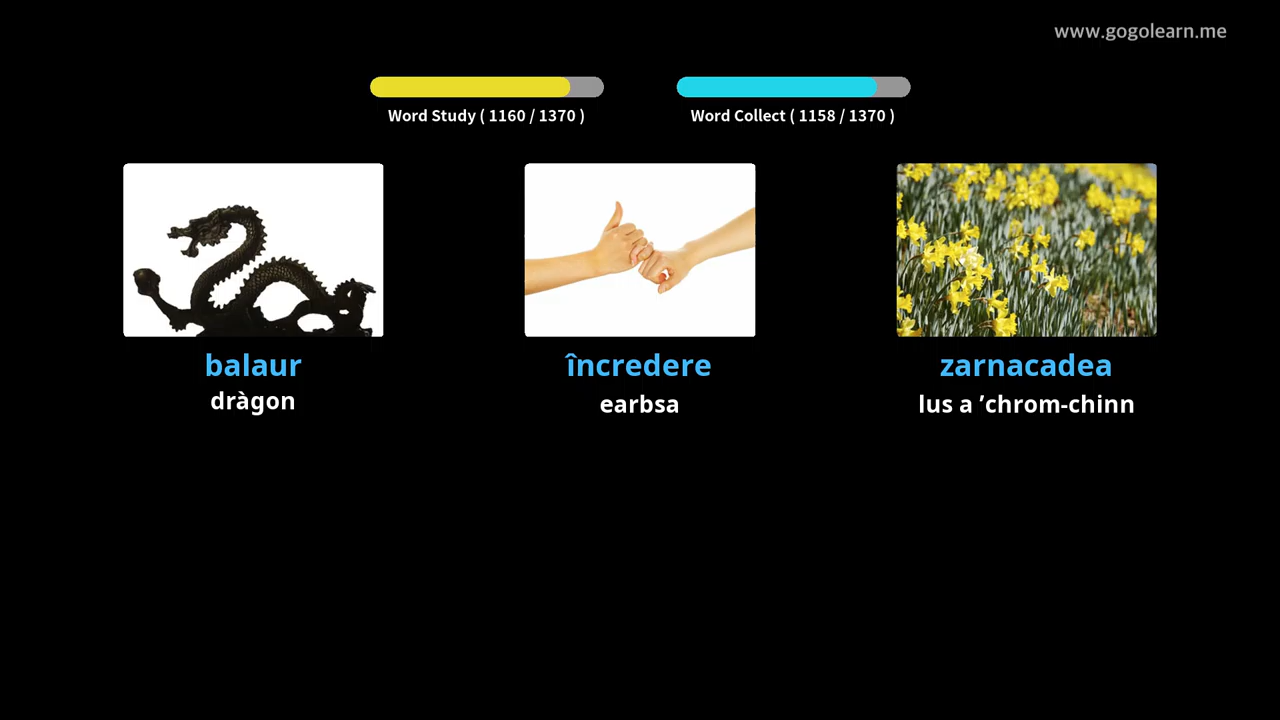 www.gogolearn.me
Word Study ( 1160 / 1370 )
Word Collect ( 1158 / 1370 )
balaur
încredere
zarnacadea
dràgon
earbsa
lus a ’chrom-chinn